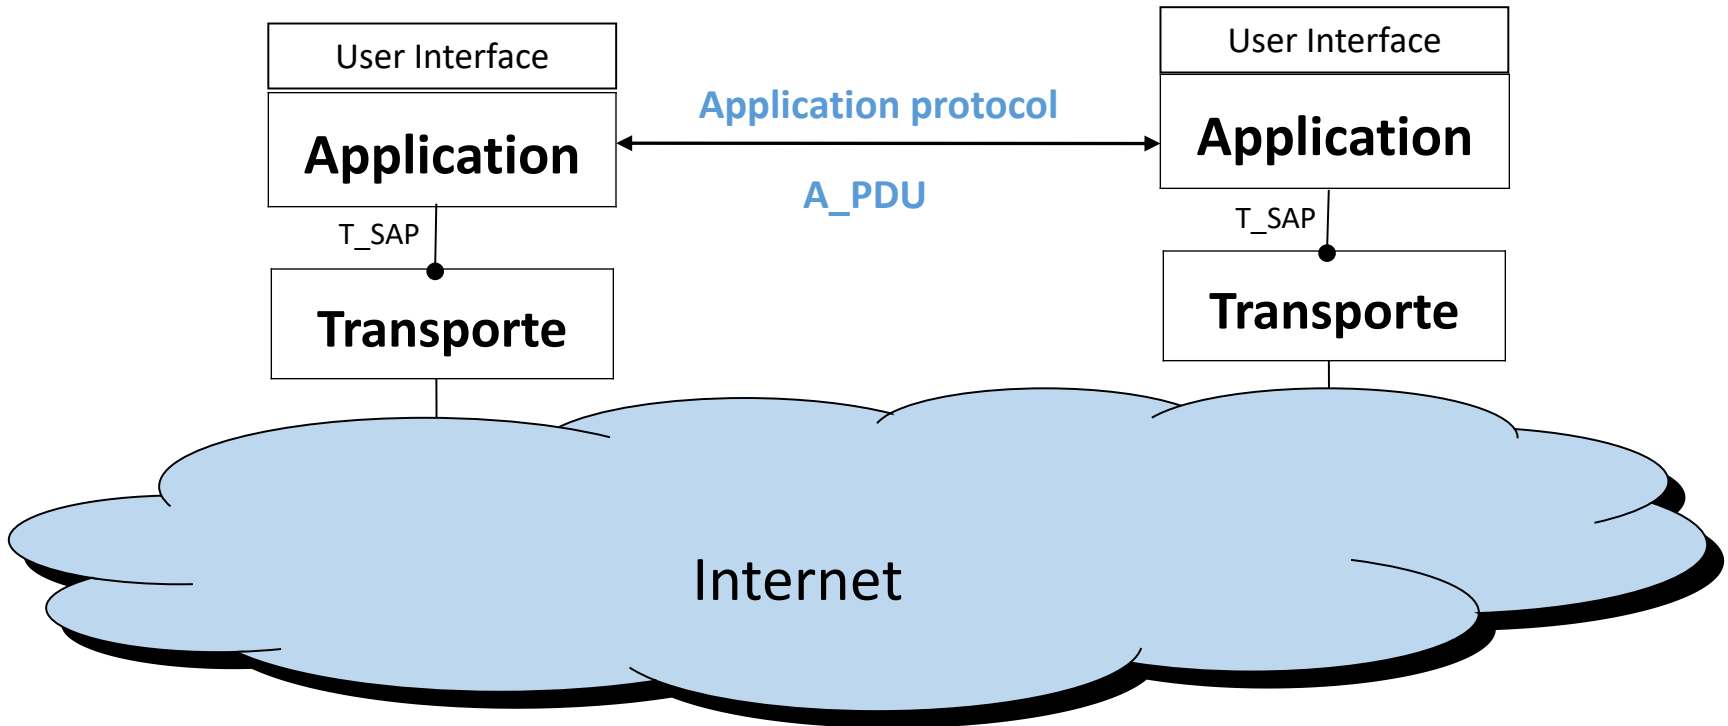 User Interface
User Interface
Application protocol
Application
Application
A_PDU
T_SAP
T_SAP
Transporte
Transporte
Internet